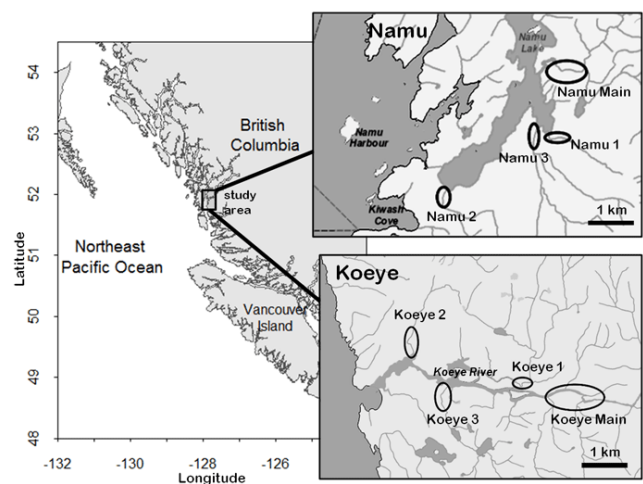 54
53
52
51
50
49
48
Latitude
-132
-130
-128
-126
Longitude
British
Columbia
study
area
Northeast
Pacific Ocean
Vancouver
Island
Namu
Namu
Lake
Namu Main
Namu
Harbour
Namu 1
Namu 3
Namu 2
Kiwash
Cove
1 km
Koeye
Koeye 2
Koeye 1
Koeye River
Koeye 3
Koeye Main
1 km